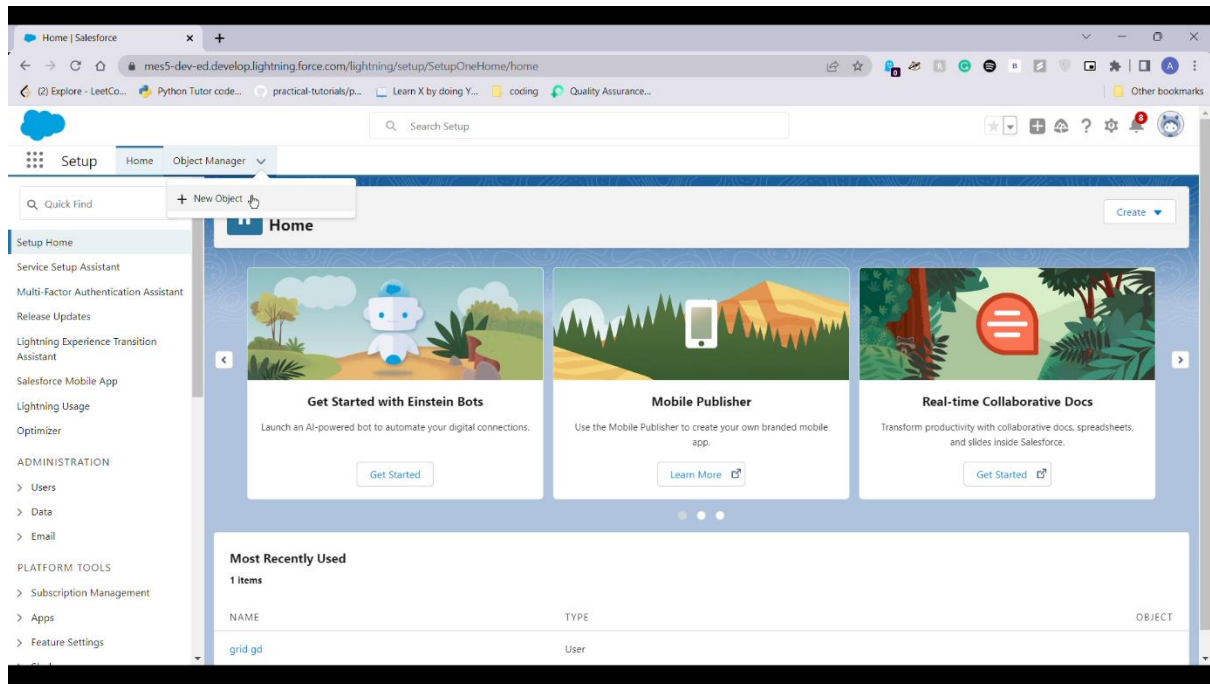 Home | Salesforce
mes5-dev-ed.develop.lightning.force.com/lightning/setup/SetupOneHome/home
0
A
(2) Explore - LeetCo...
Python Tutor code...
practical-tutorials/p...
Learn X by doing Y...
coding
Quality Assurance...
Other bookmarks
Search Setup
8
Setup
Home
Object Manager
Quick Find
New Object
Home
Create
Setup Home
Service Setup Assistant
Multi-Factor Authentication Assistant
Release Updates
Lightning Experience Transition
Assistant
Salesforce Mobile App
Lightning Usage
Optimizer
ADMINISTRATION
Users
Data
Email
PLATFORM TOOLS
Subscription Management
Apps
Feature Settings
Get Started with Einstein Bots
Launch an AI-powered bot to automate your digital connections.
Get Started
Mobile Publisher
Use the Mobile Publisher to create your own branded mobile
app.
Learn More
Real-time Collaborative Docs
Transform productivity with collaborative docs, spreadsheets,
and slides inside Salesforce.
Get Started
Most Recently Used
1 items
NAME TYPE OBJECT
grid gd User